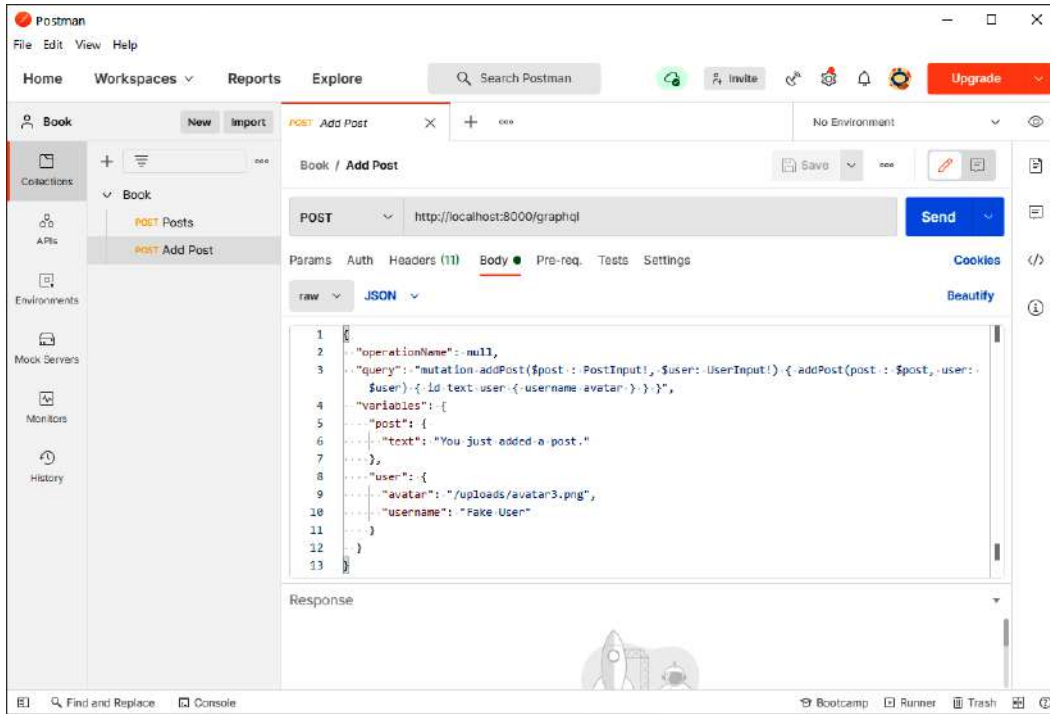 Postman
File Edit View Help
Home Workspaces Reports Explore Search Postman Invite Upgrade
Book New Import POST Add Post No Environment
Collections
Book / Add Post Save
Book
POST Posts
POST Add Post
POST http://localhost:8000/graphql Send
APIs
Params Auth Headers (11) Body Pre-req. Tests Settings Cookies
Environments
raw JSON Beautify
Mock Servers
Monitors
History
1 {
2 "operationName": null,
3 "query": "mutation addPost($post : PostInput!, $user: UserInput!) { addPost(post : $post, user:
$user) { id text user { username avatar } } }",
4 "variables": {
5 "post": {
6 "text": "You just added a post."
7 },
8 "user": {
9 "avatar": "/uploads/avatar3.png",
10 "username": "Fake User"
11 }
12 }
13 }
Response
Find and Replace Console Bootcamp Runner Trash